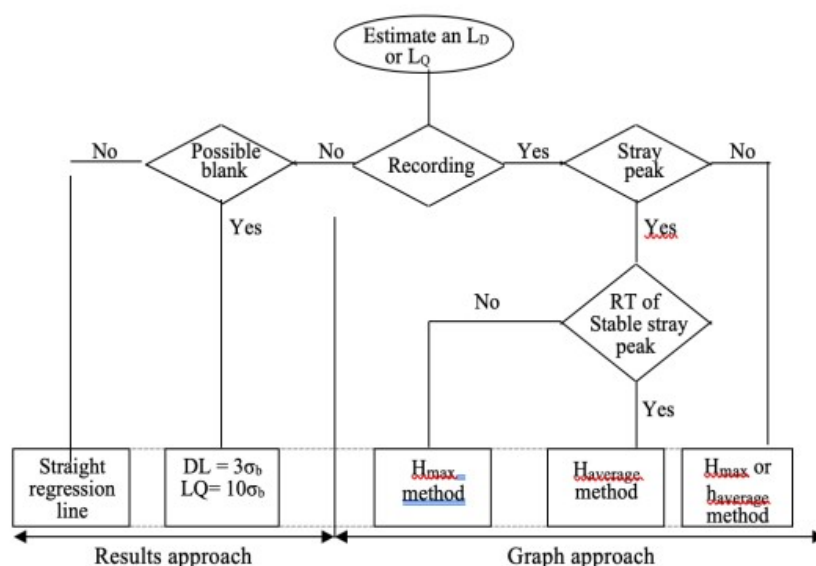 Estimate an LD
or LQ
No
Possible
blank
No
Recording
Yes
Stray
peak
No
Yes
Yes
No
RT of
Stable stray
peak
Yes
Straight
regression
line
DL = 3σb
LQ= 10σb
Hmax
method
Haverage
method
Hmax or
haverage
method
Results approach
Graph approach